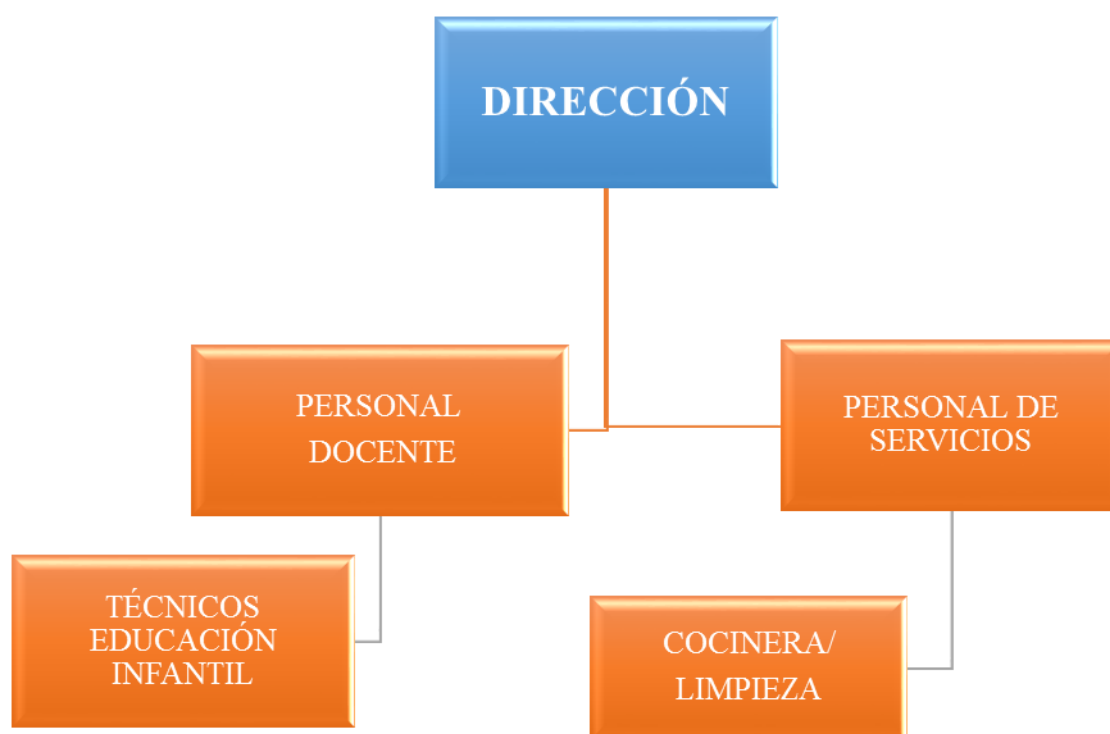 DIRECCIÓN
PERSONAL
DOCENTE
PERSONAL DE
SERVICIOS
TÉCNICOS
EDUCACIÓN
INFANTIL
COCINERA/
LIMPIEZA